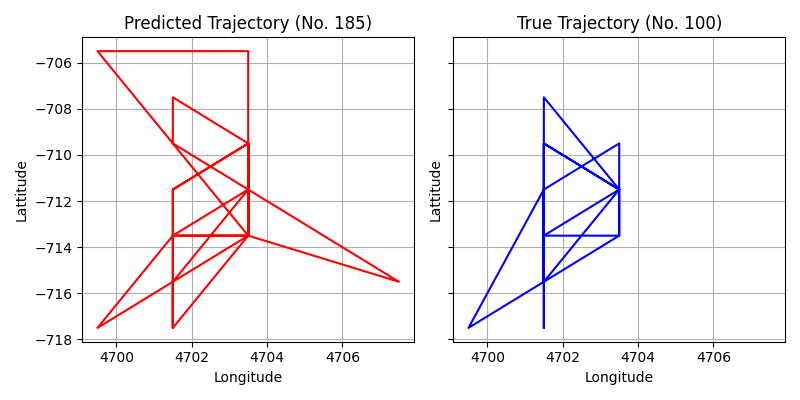 Predicted Trajectory (No. 185)
True Trajectory (No. 100)
−706
−708
−710
−712
−714
−716
−718
Lattitude
Lattitude
4700
4702
4704
4706
4700
4702
4704
4706
Longitude
Longitude